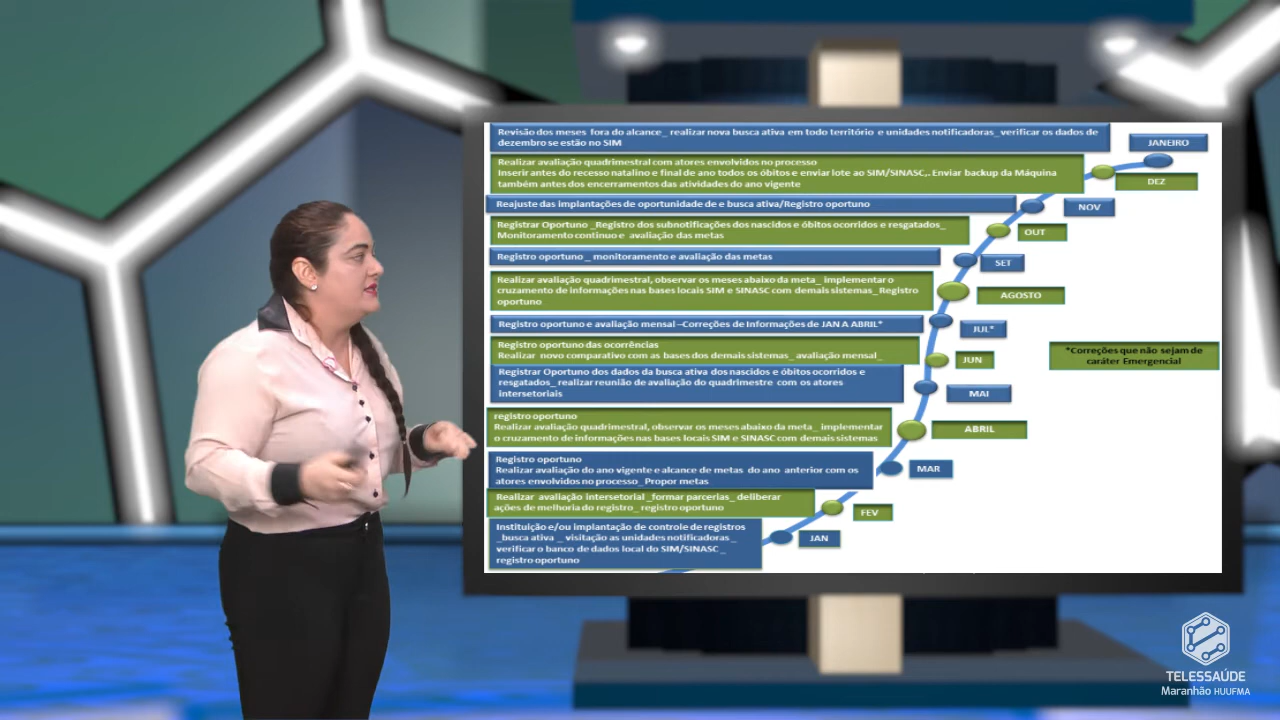 Revisão dos meses fora do alcance_ realizar nova busca ativa em todo território e unidades notificadoras_ verificar os dados de
dezembro se estão no SIM
JANEIRO
Realizar avaliação quadrimestral com atores envolvidos no processo
Inserir antes do recesso natalino e final de ano todos os óbitos e enviar lote ao SIM/SINASC,. Enviar backup da Máquina
também antes dos encerramentos das atividades do ano vigente
DEZ
Reajuste das implantações de oportunidade de e busca ativa/Registro oportuno
NOV
Registrar Oportuno _Registro dos subnotificações dos nascidos e óbitos ocorridos e resgatados_
Monitoramento continuo e avaliação das metas
OUT
Registro oportuno _ monitoramento e avaliação das metas
SET
Realizar avaliação quadrimestral, observar os meses abaixo da meta_ implementar o
cruzamento de informações nas bases locais SIM e SINASC com demais sistemas_ Registro
oportuno
AGOSTO
Registro oportuno e avaliação mensal –Correções de Informações de JAN A ABRIL*
JUL*
Registro oportuno das ocorrências
Realizar novo comparativo com as bases dos demais sistemas_ avaliação mensal_
JUN
*Correções que não sejam de
caráter Emergencial
Registrar Oportuno dos dados da busca ativa dos nascidos e óbitos ocorridos e
resgatados_ realizar reunião de avaliação do quadrimestre com os atores
intersetoriais
MAI
registro oportuno
Realizar avaliação quadrimestral, observar os meses abaixo da meta_ implementar
o cruzamento de informações nas bases locais SIM e SINASC com demais sistemas
ABRIL
Registro oportuno
Realizar avaliação do ano vigente e alcance de metas do ano anterior com os
atores envolvidos no processo_ Propor metas
MAR
Realizar avaliação intersetorial _formar parcerias_ deliberar
ações de melhoria do registro_ registro oportuno
FEV
Instituição e/ou implantação de controle de registros
_busca ativa _ visitação as unidades notificadoras _
verificar o banco de dados local do SIM/SINASC _
registro oportuno
JAN
TELESSAÚDE
Maranhão HUUFMA